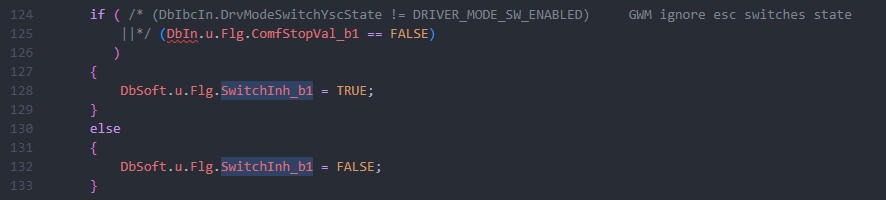 124 if ( /* (DbIbcIn.DrvModeSwitchYscState != DRIVER_MODE_SW_ENABLED) GWM ignore esc switches state
125 ||*/ (DbIn.u.Flg.ComfStopVal_b1 == FALSE)
126 )
127 {
128 DbSoft.u.Flg.SwitchInh_b1 = TRUE;
129 }
130 else
131 {
132 DbSoft.u.Flg.SwitchInh_b1 = FALSE;
133 }